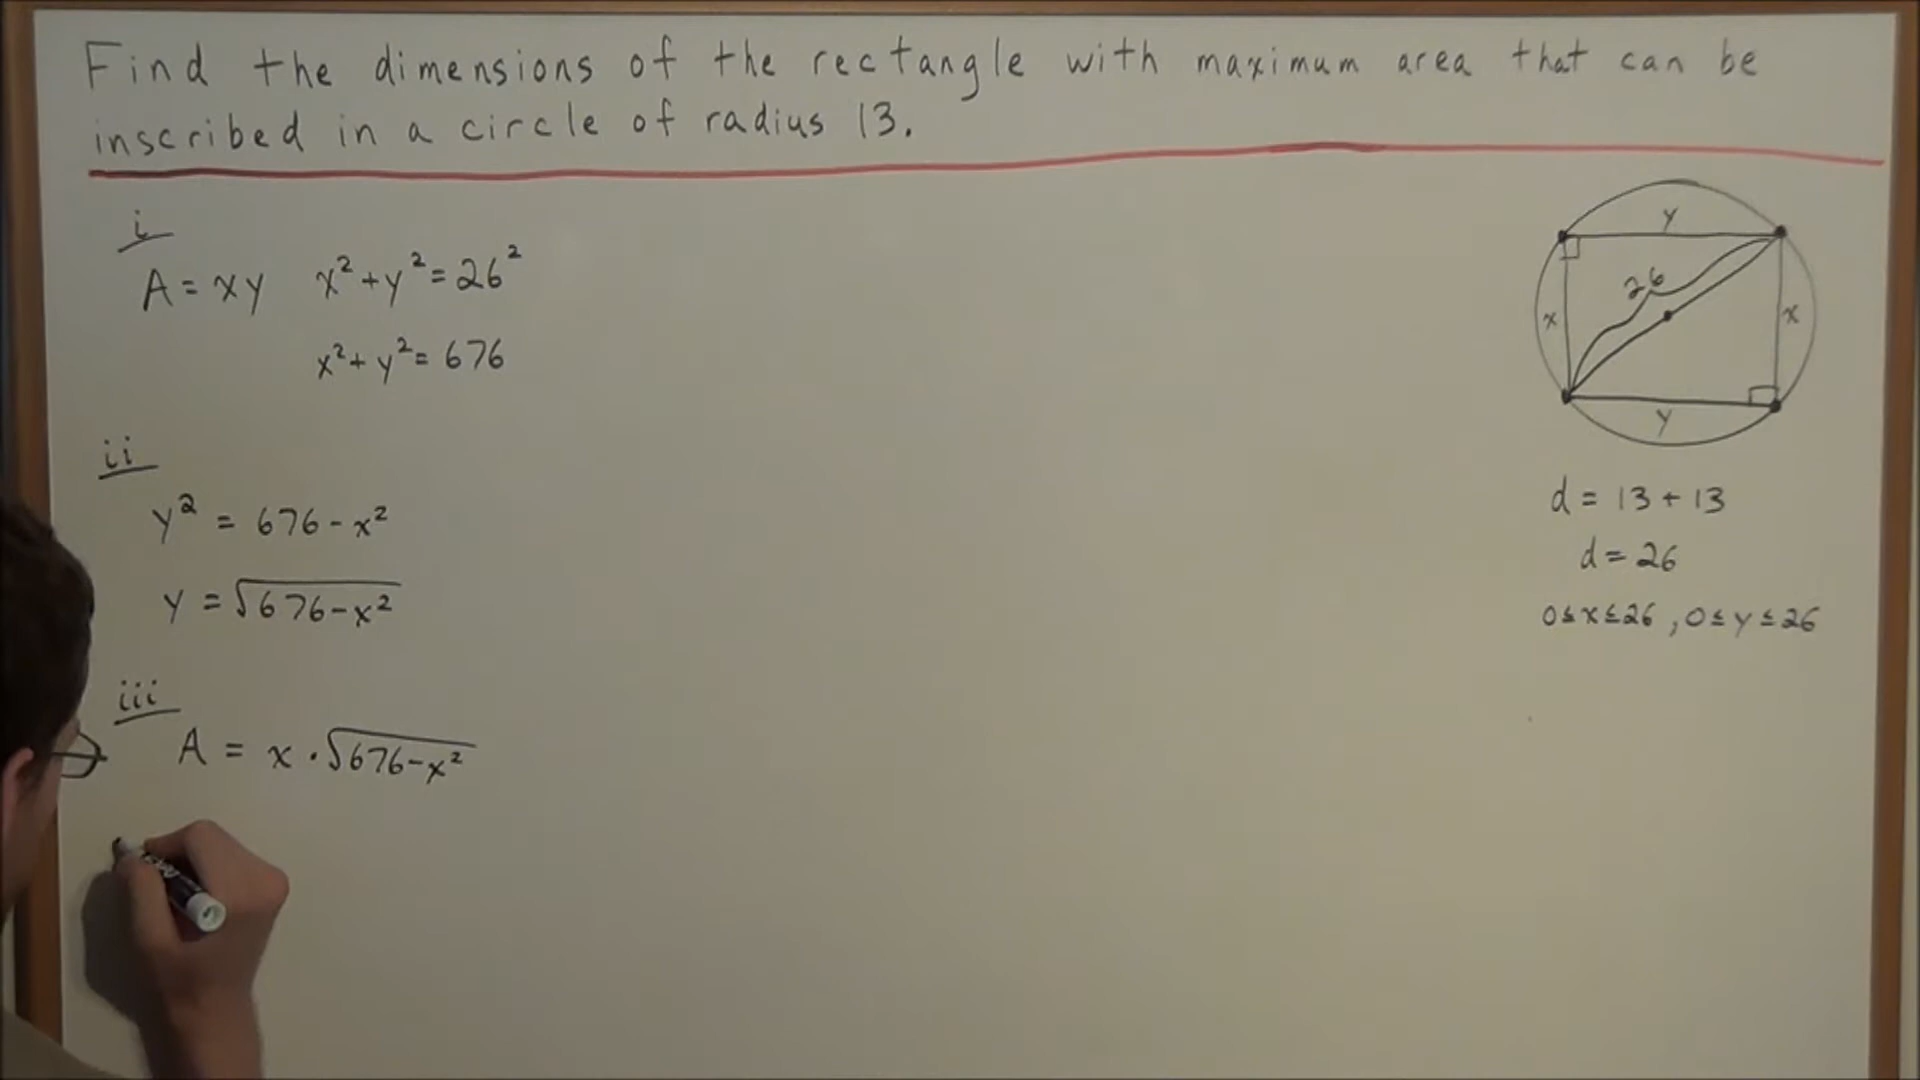 Find the dimensions of the rectangle with maximum area that can be
inscribed in a circle of radius 13.
i
A = xy x² + y² = 26²
x² + y² = 676
ii
y² = 676 - x²
y = √676 - x²
iii
A = x · √676 - x²
y
26
x
x
y
d = 13 + 13
d = 26
0 ≤ x ≤ 26 , 0 ≤ y ≤ 26